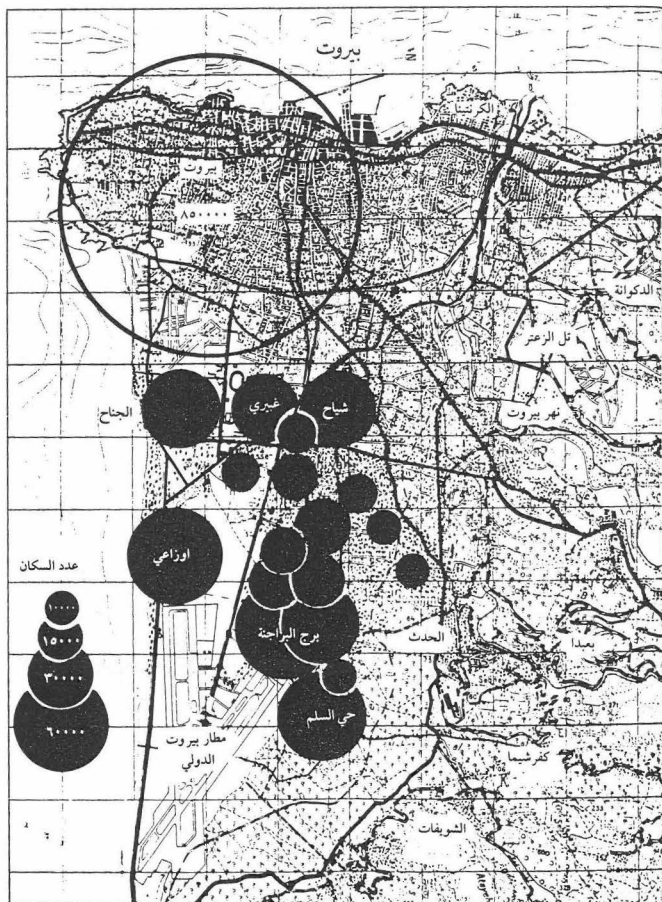 بيروت
الكرنتينا
بيروت
٨٥٠٠٠٠
الدكوانة
تل الزعتر
الجناح
غبيري
شياح
نهر بيروت
اوزاعي
عدد السكان
١٠٠٠٠
١٥٠٠٠
٣٠٠٠٠
٦٠٠٠٠
برج البراجنة
الحدث
بعبدا
حي السلم
مطار بيروت
الدولي
كفرشيما
الشويفات